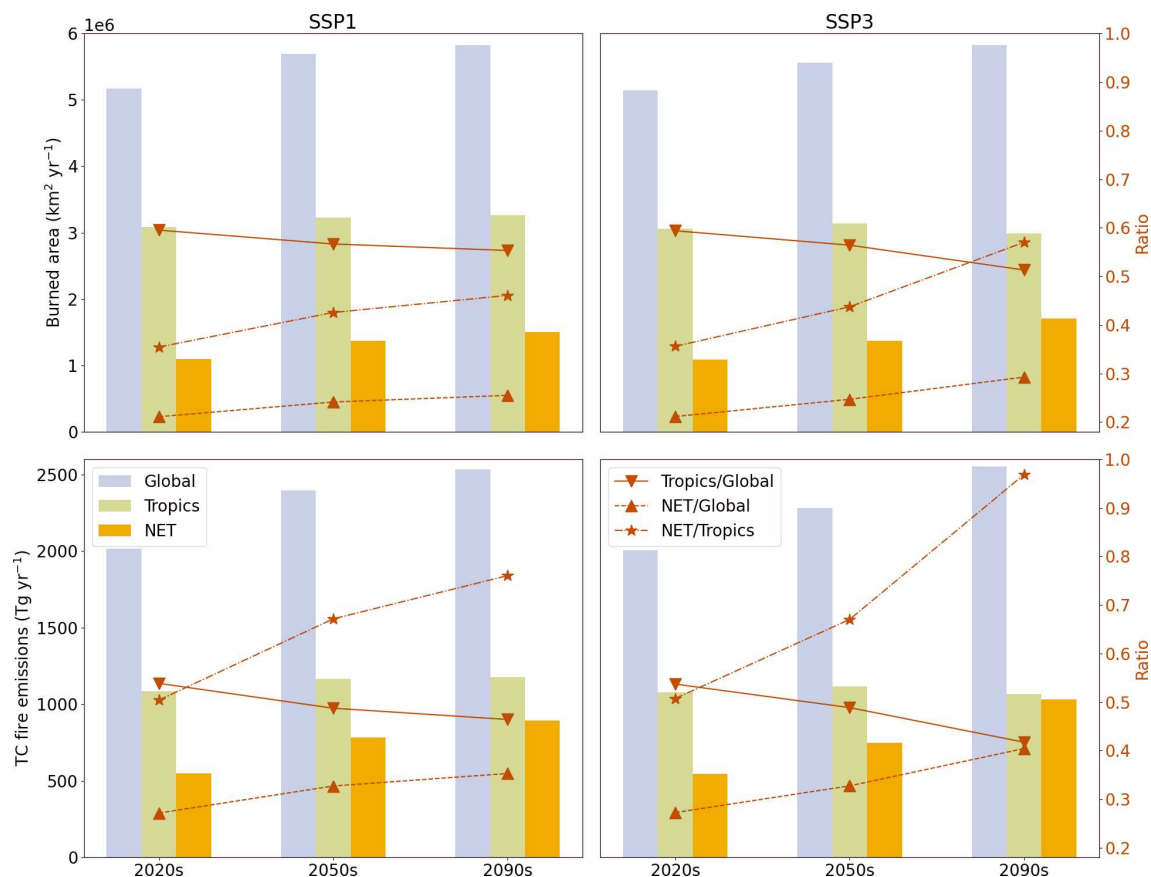 SSP1
SSP3
1e6
6
5
4
3
2
1
0
Burned area (km² yr⁻¹)
1.0
0.9
0.8
0.7
0.6
0.5
0.4
0.3
0.2
Ratio
2500
2000
1500
1000
500
0
TC fire emissions (Tg yr⁻¹)
Global
Tropics
NET
Tropics/Global
NET/Global
NET/Tropics
1.0
0.9
0.8
0.7
0.6
0.5
0.4
0.3
0.2
Ratio
2020s 2050s 2090s
2020s 2050s 2090s